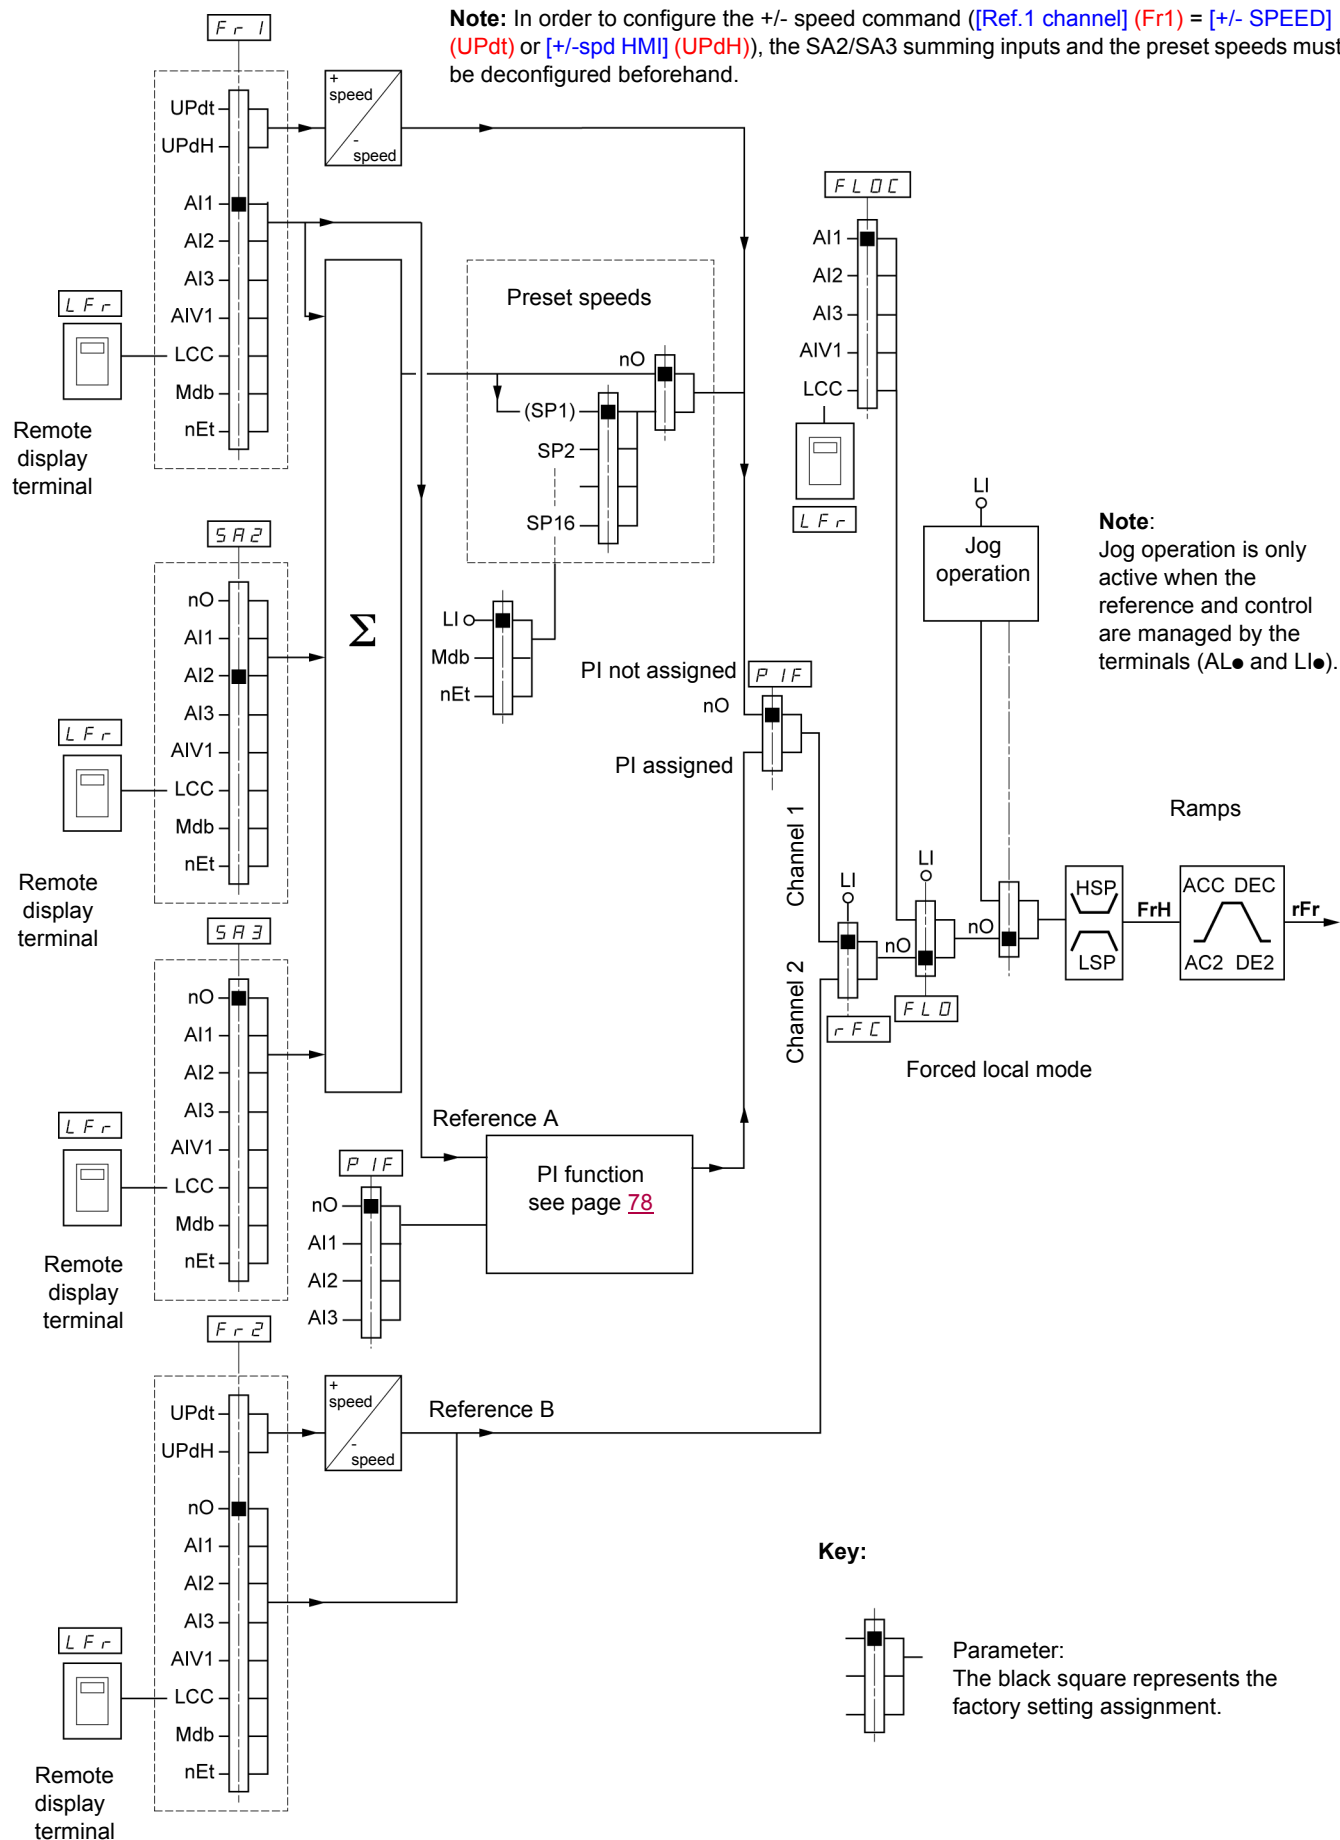 Note: In order to configure the +/- speed command ([Ref.1 channel] (Fr1) = [+/- SPEED]
(UPdt) or [+/-spd HMI] (UPdH)), the SA2/SA3 summing inputs and the preset speeds must
be deconfigured beforehand.
Fr1
UPdt
UPdH
AI1
AI2
AI3
AIV1
LCC
Mdb
nEt
LFr
Remote
display
terminal
+
speed
-
speed
SA2
nO
AI1
AI2
AI3
AIV1
LCC
Mdb
nEt
LFr
Remote
display
terminal
SA3
nO
AI1
AI2
AI3
AIV1
LCC
Mdb
nEt
LFr
Remote
display
terminal
Σ
Preset speeds
nO
(SP1)
SP2
SP16
LI
Mdb
nEt
PI not assigned
PIF
nO
PI assigned
Channel 1
Channel 2
FLOC
AI1
AI2
AI3
AIV1
LCC
LFr
LI
Jog
operation
Note:
Jog operation is only
active when the
reference and control
are managed by the
terminals (AL● and LI●).
LI
rFC
nO
LI
FLO
nO
Forced local mode
Ramps
HSP
LSP
FrH
ACC DEC
AC2 DE2
rFr
Reference A
PI function
see page 78
PIF
nO
AI1
AI2
AI3
Fr2
UPdt
UPdH
nO
AI1
AI2
AI3
AIV1
LCC
Mdb
nEt
LFr
Remote
display
terminal
+
speed
-
speed
Reference B
Key:
Parameter:
The black square represents the
factory setting assignment.